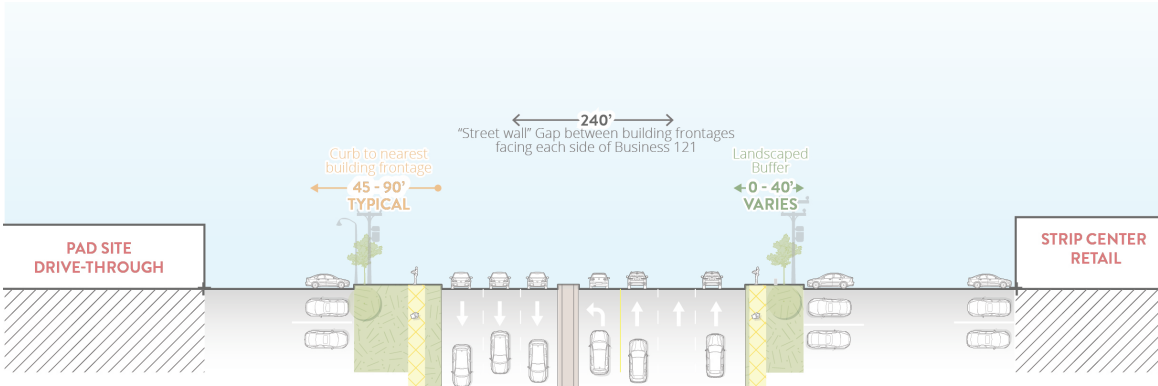 240'
“Street wall” Gap between building frontages
facing each side of Business 121
Curb to nearest
building frontage
45 - 90'
TYPICAL
Landscaped
Buffer
0 - 40'
VARIES
PAD SITE
DRIVE-THROUGH
STRIP CENTER
RETAIL